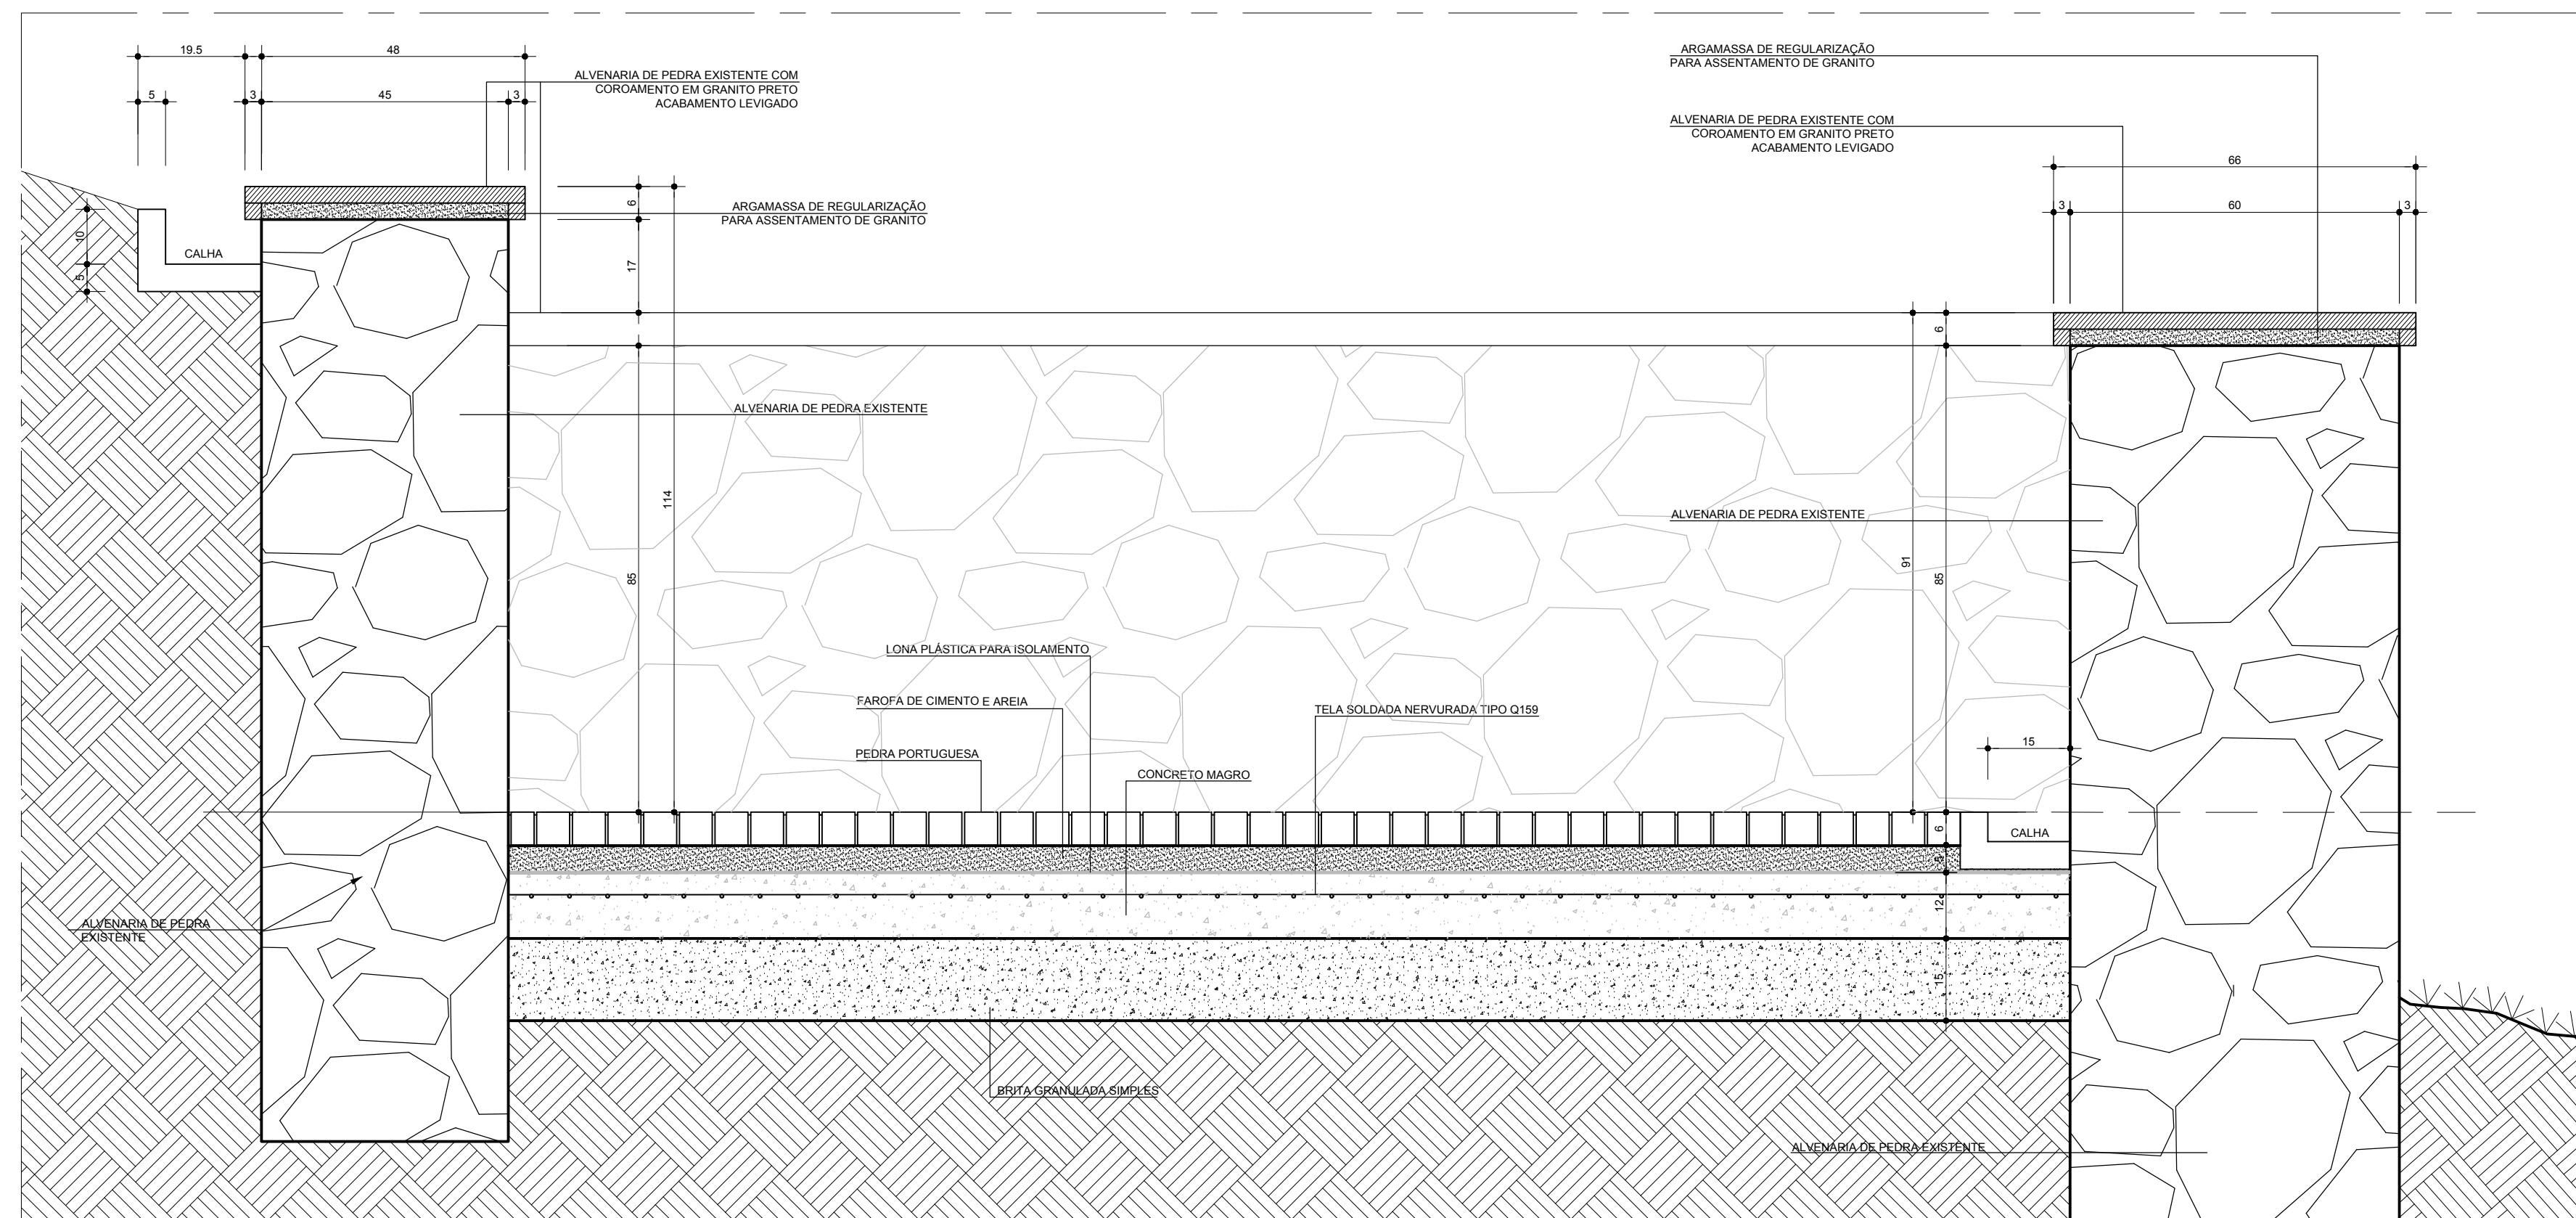 19.5
48
5
3
45
3
ALVENARIA DE PEDRA EXISTENTE COM
COROAMENTO EM GRANITO PRETO
ACABAMENTO LEVIGADO
ARGAMASSA DE REGULARIZAÇÃO
PARA ASSENTAMENTO DE GRANITO
ALVENARIA DE PEDRA EXISTENTE COM
COROAMENTO EM GRANITO PRETO
ACABAMENTO LEVIGADO
66
3
60
3
6
ARGAMASSA DE REGULARIZAÇÃO
PARA ASSENTAMENTO DE GRANITO
10
5
CALHA
17
6
ALVENARIA DE PEDRA EXISTENTE
114
85
ALVENARIA DE PEDRA EXISTENTE
91
85
LONA PLÁSTICA PARA ISOLAMENTO
FAROFA DE CIMENTO E AREIA
TELA SOLDADA NERVURADA TIPO Q159
PEDRA PORTUGUESA
CONCRETO MAGRO
15
6
CALHA
5
12
15
ALVENARIA DE PEDRA
EXISTENTE
BRITA GRANULADA SIMPLES
ALVENARIA DE PEDRA EXISTENTE